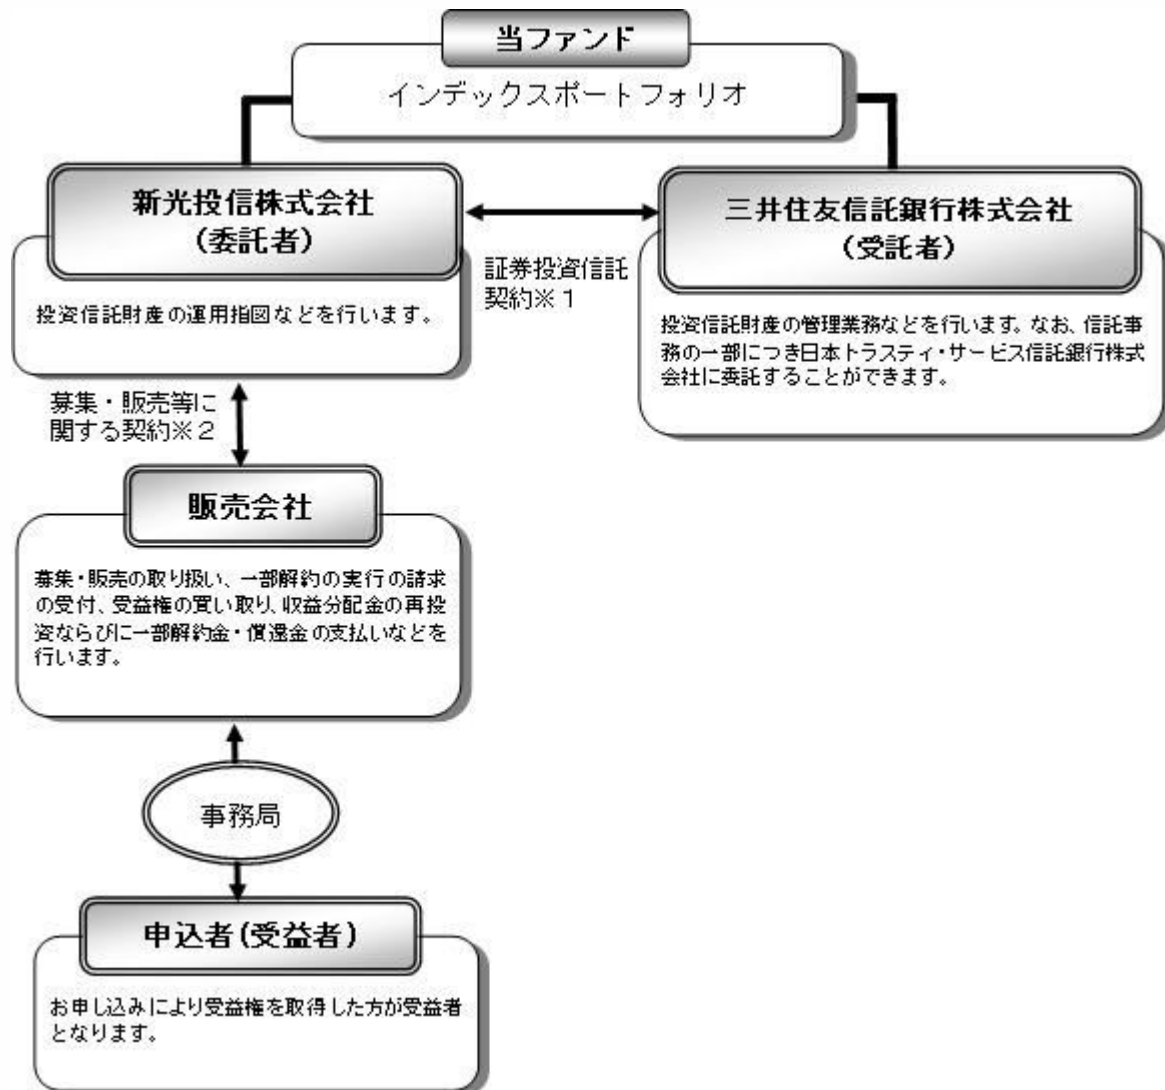 当ファンド
インデックスポートフォリオ
新光投信株式会社
(委託者)
投資信託財産の運用指図などを行います。
証券投資信託
契約※1
三井住友信託銀行株式会社
(受託者)
投資信託財産の管理業務などを行います。なお、信託事
務の一部につき日本トラスティ・サービス信託銀行株式
会社に委託することができます。
募集・販売等に
関する契約※2
販売会社
募集・販売の取り扱い、一部解約の実行の請求
の受付、受益権の買い取り、収益分配金の再投
資ならびに一部解約金・償還金の支払いなどを
行います。
事務局
申込者(受益者)
お申し込みにより受益権を取得した方が受益者
となります。